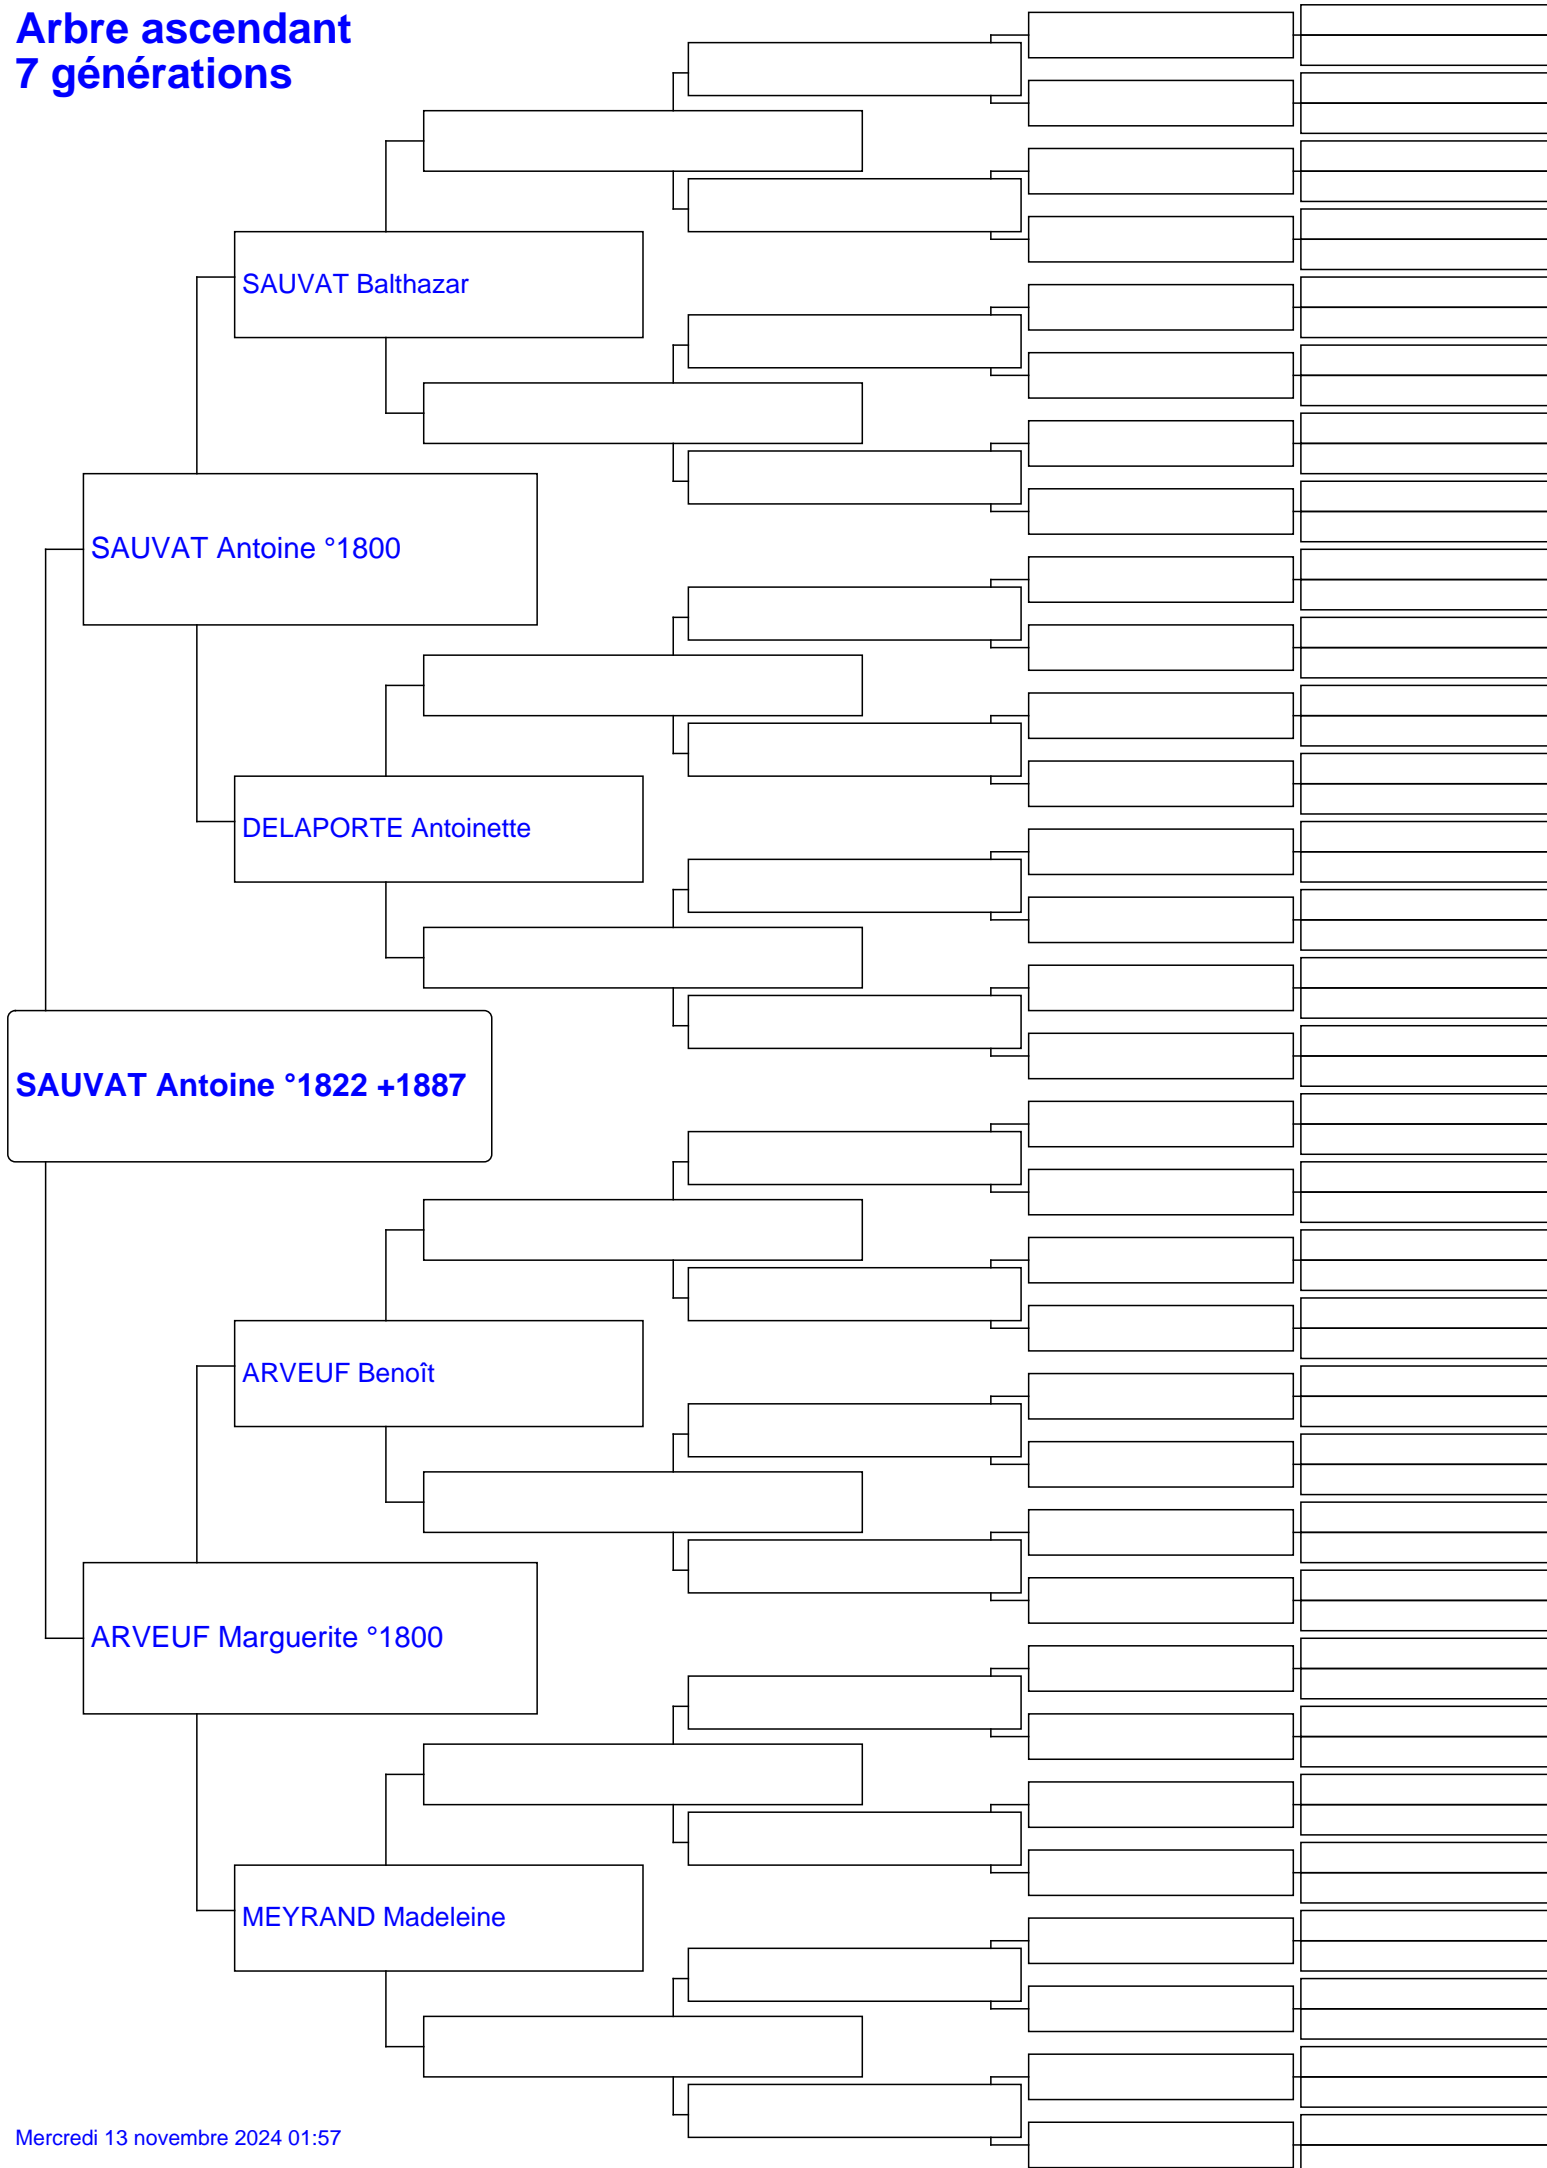 Arbre ascendant
7 générations
SAUVAT Balthazar
SAUVAT Antoine °1800
DELAPORTE Antoinette
SAUVAT Antoine °1822 +1887
ARVEUF Benoît
ARVEUF Marguerite °1800
MEYRAND Madeleine
Mercredi 13 novembre 2024 01:57